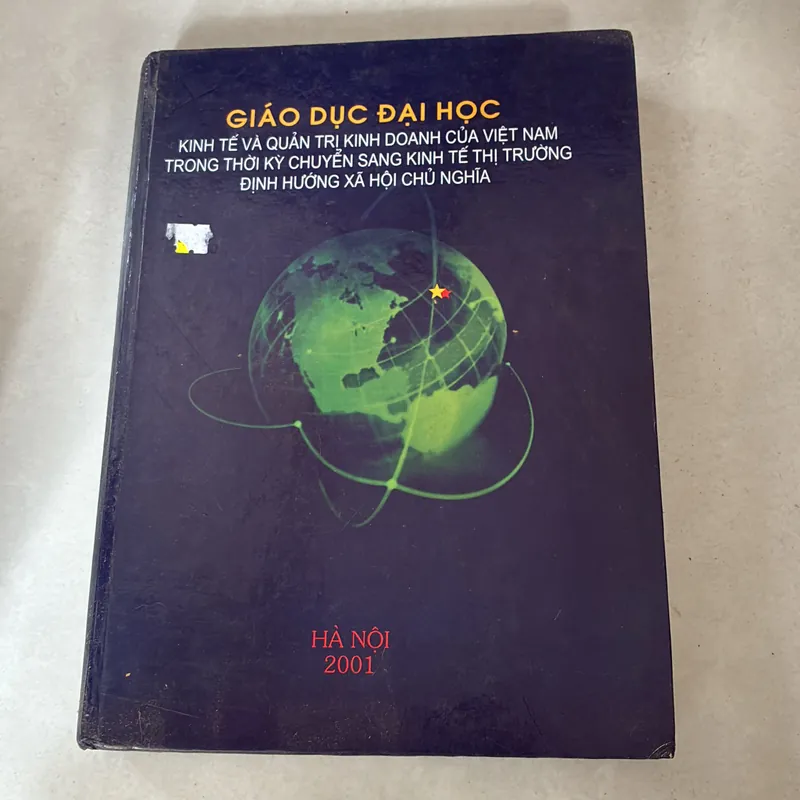 GIÁO DỤC ĐẠI HỌC
KINH TẾ VÀ QUẢN TRỊ KINH DOANH CỦA VIỆT NAM
TRONG THỜI KỲ CHUYỂN SANG KINH TẾ THỊ TRƯỜNG
ĐỊNH HƯỚNG XÃ HỘI CHỦ NGHĨA
HÀ NỘI
2001